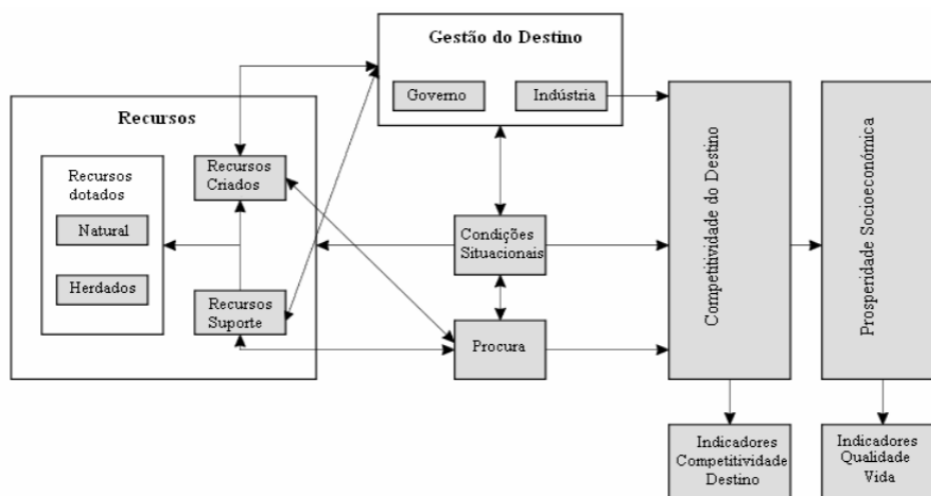 Gestão do Destino
Governo
Indústria
Recursos
Recursos
dotados
Natural
Herdados
Recursos
Criados
Recursos
Suporte
Condições
Situacionais
Procura
Competitividade do Destino
Prosperidade Socioeconómica
Indicadores
Competitividade
Destino
Indicadores
Qualidade
Vida